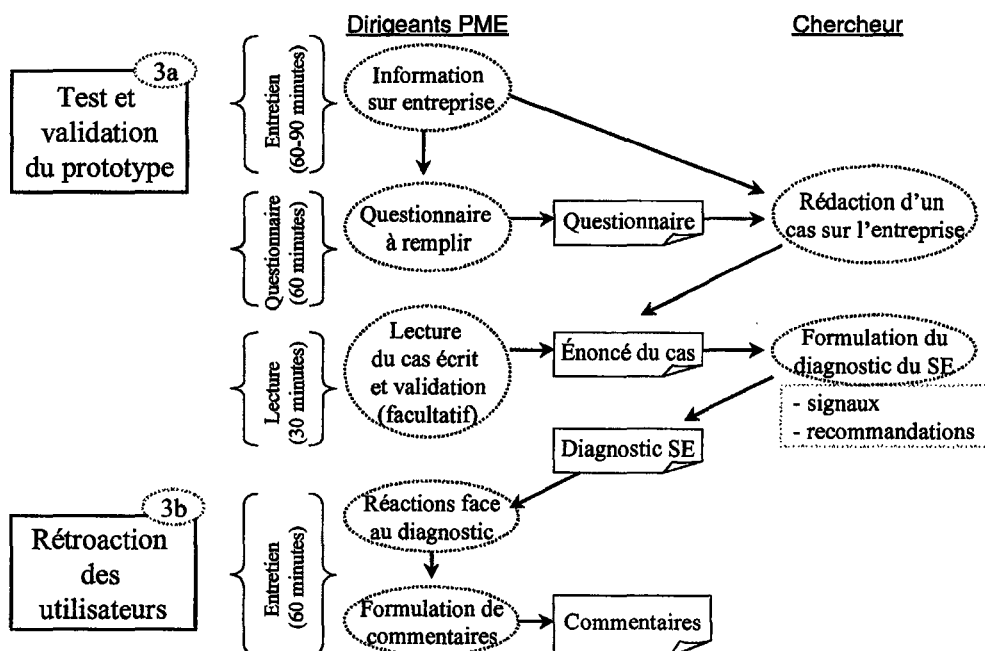 Dirigeants PME
Chercheur
3a
Test et
validation
du prototype
Entretien
(60-90 minutes)
Information
sur entreprise
Questionnaire
(60 minutes)
Questionnaire
à remplir
Questionnaire
Rédaction d'un
cas sur l'entreprise
Lecture
(30 minutes)
Lecture
du cas écrit
et validation
(facultatif)
Énoncé du cas
Formulation du
diagnostic du SE
- signaux
- recommandations
Diagnostic SE
3b
Rétroaction
des
utilisateurs
Entretien
(60 minutes)
Réactions face
au diagnostic
Formulation de
commentaires
Commentaires